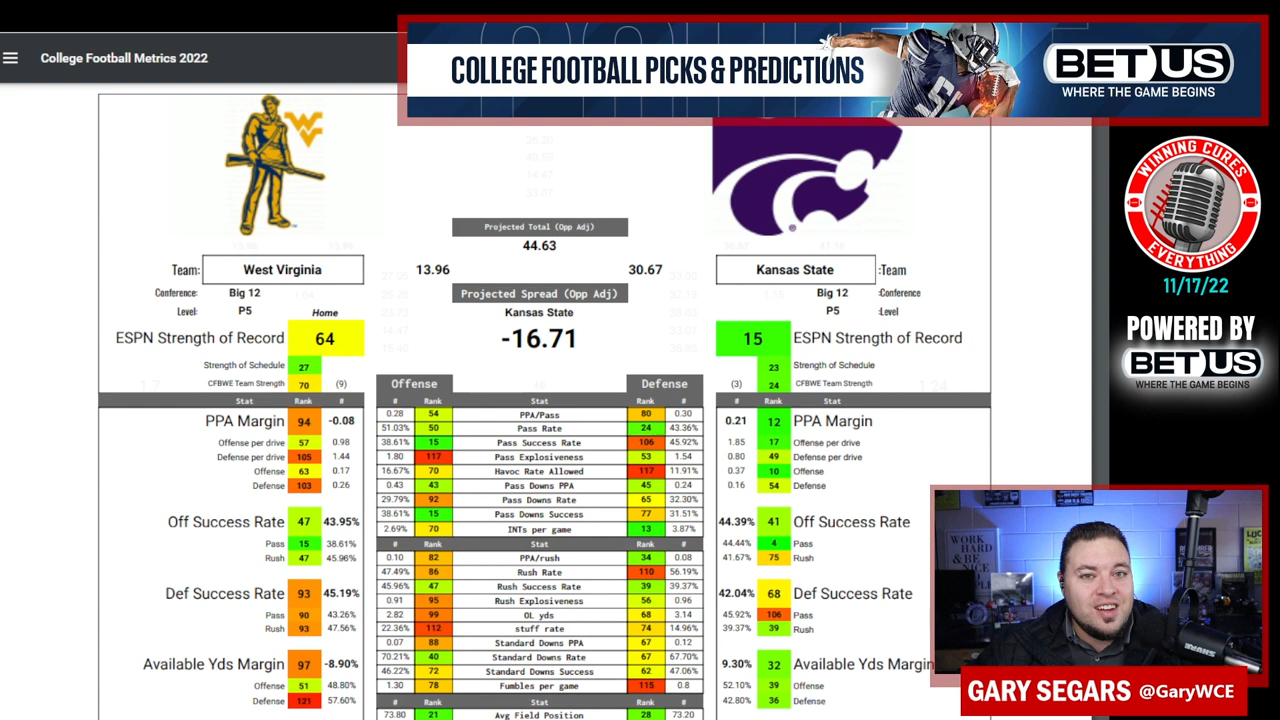 College Football Metrics 2022
COLLEGE FOOTBALL PICKS & PREDICTIONS
BETUS
WHERE THE GAME BEGINS
WINNING CURES
EVERYTHING
11/17/22
POWERED BY
BETUS
WHERE THE GAME BEGINS
Projected Total (Opp Adj)
44.63
Team: West Virginia 13.96 30.67 Kansas State :Team
Conference: Big 12 Projected Spread (Opp Adj) Big 12 :Conference
Level: P5 Home Kansas State P5 :Level
ESPN Strength of Record 64 -16.71 15 ESPN Strength of Record
Strength of Schedule 27 23 Strength of Schedule
CFBWE Team Strength 70 (9) Offense Defense (3) 24 CFBWE Team Strength
Stat Rank # # Rank Stat Rank # # Rank Stat
PPA Margin 94 -0.08 0.21 12 PPA Margin
Offense per drive 57 0.98 1.85 17 Offense per drive
Defense per drive 105 1.44 0.80 49 Defense per drive
Offense 63 0.17 0.37 10 Offense
Defense 103 0.26 0.16 54 Defense
Off Success Rate 47 43.95% 44.39% 41 Off Success Rate
Pass 15 38.61% 44.44% 4 Pass
Rush 47 45.96% 41.67% 75 Rush
Def Success Rate 93 45.19% 42.04% 68 Def Success Rate
Pass 90 43.26% 45.92% 106 Pass
Rush 93 47.56% 39.37% 39 Rush
Available Yds Margin 97 -8.90% 9.30% 32 Available Yds Margin
Offense 51 48.80% 52.10% 39 Offense
Defense 121 57.60% 42.80% 36 Defense
0.28 54 PPA/Pass 80 0.30
51.03% 50 Pass Rate 24 43.36%
38.61% 15 Pass Success Rate 106 45.92%
1.80 117 Pass Explosiveness 53 1.54
16.67% 70 Havoc Rate Allowed 117 11.91%
0.43 43 Pass Downs PPA 45 0.24
29.79% 92 Pass Downs Rate 65 32.30%
38.61% 15 Pass Downs Success 77 31.51%
2.69% 70 INTs per game 13 3.87%
# Rank Stat Rank #
0.10 82 PPA/rush 34 0.08
47.49% 86 Rush Rate 110 56.19%
45.96% 47 Rush Success Rate 39 39.37%
0.91 95 Rush Explosiveness 56 0.96
2.82 99 OL yds 68 3.14
22.36% 112 stuff rate 74 14.96%
0.07 88 Standard Downs PPA 67 0.12
70.21% 40 Standard Downs Rate 67 67.70%
46.22% 72 Standard Downs Success 62 47.06%
1.30 78 Fumbles per game 115 0.8
# Rank Stat Rank #
73.80 21 Avg Field Position 28 73.20
WORK
HARD
& BE
GARY SEGARS @GaryWCE